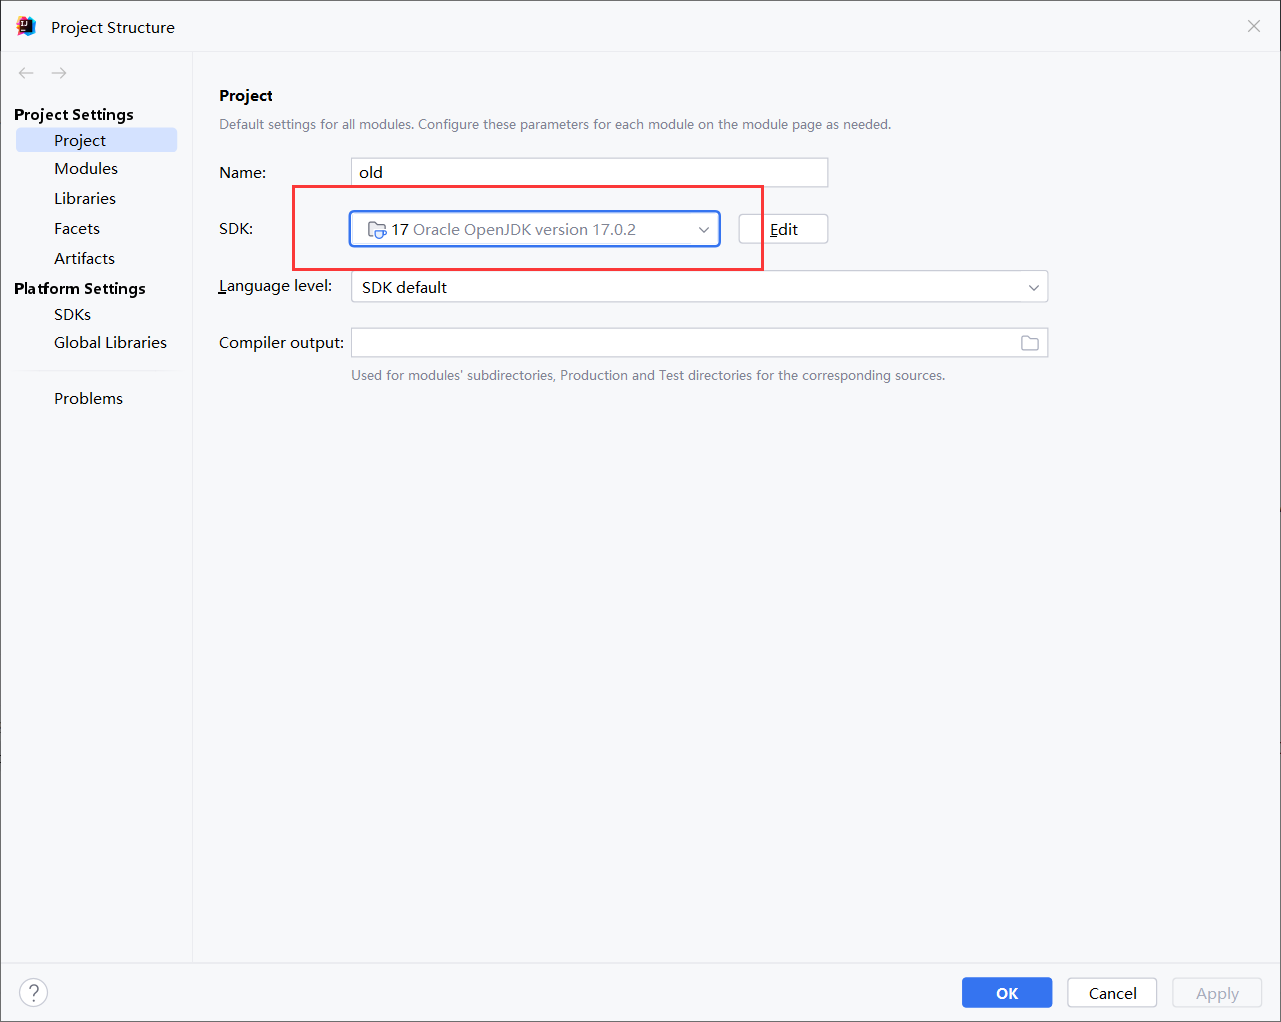 Project Structure
Project Settings
Project
Modules
Libraries
Facets
Artifacts
Platform Settings
SDKs
Global Libraries
Problems
Project
Default settings for all modules. Configure these parameters for each module on the module page as needed.
Name: old
SDK: 17 Oracle OpenJDK version 17.0.2 Edit
Language level: SDK default
Compiler output:
Used for modules' subdirectories, Production and Test directories for the corresponding sources.
? OK Cancel Apply